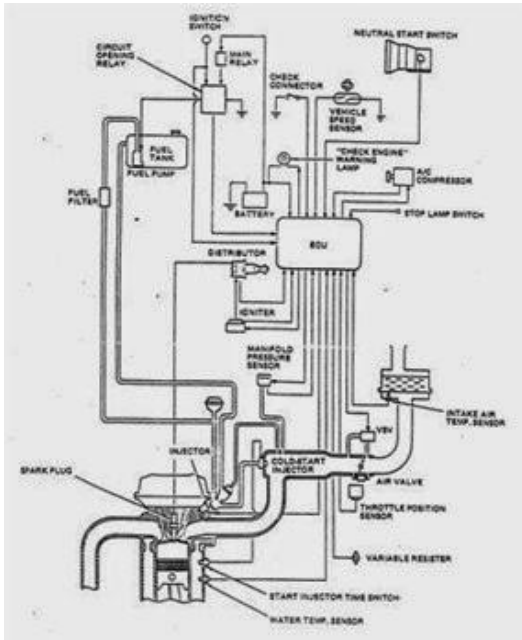 IGNITION
SWITCH
CIRCUIT
OPENING
RELAY
MAIN
RELAY
NEUTRAL START SWITCH
CHECK
CONNECTOR
VEHICLE
SPEED
SENSOR
FUEL
TANK
FUEL PUMP
"CHECK ENGINE"
WARNING
LAMP
A/C
COMPRESSOR
FUEL
FILTER
BATTERY
STOP LAMP SWITCH
ECU
DISTRIBUTOR
IGNITER
MANIFOLD
PRESSURE
SENSOR
INTAKE AIR
TEMP. SENSOR
VSV
INJECTOR
COLD-START
INJECTOR
SPARK PLUG
AIR VALVE
THROTTLE POSITION
SENSOR
VARIABLE RESISTER
START INJECTOR TIME SWITCH
WATER TEMP. SENSOR